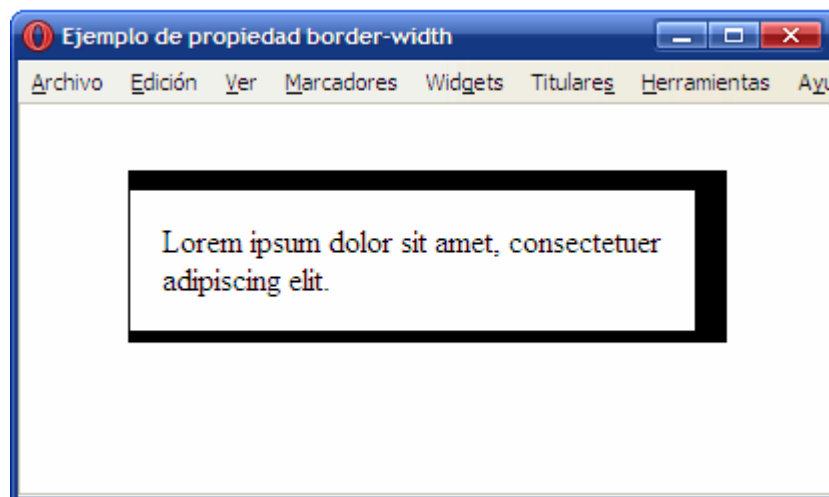 Ejemplo de propiedad border-width
Archivo Edición Ver Marcadores Widgets Titulares Herramientas Ayu
Lorem ipsum dolor sit amet, consectetuer
adipiscing elit.